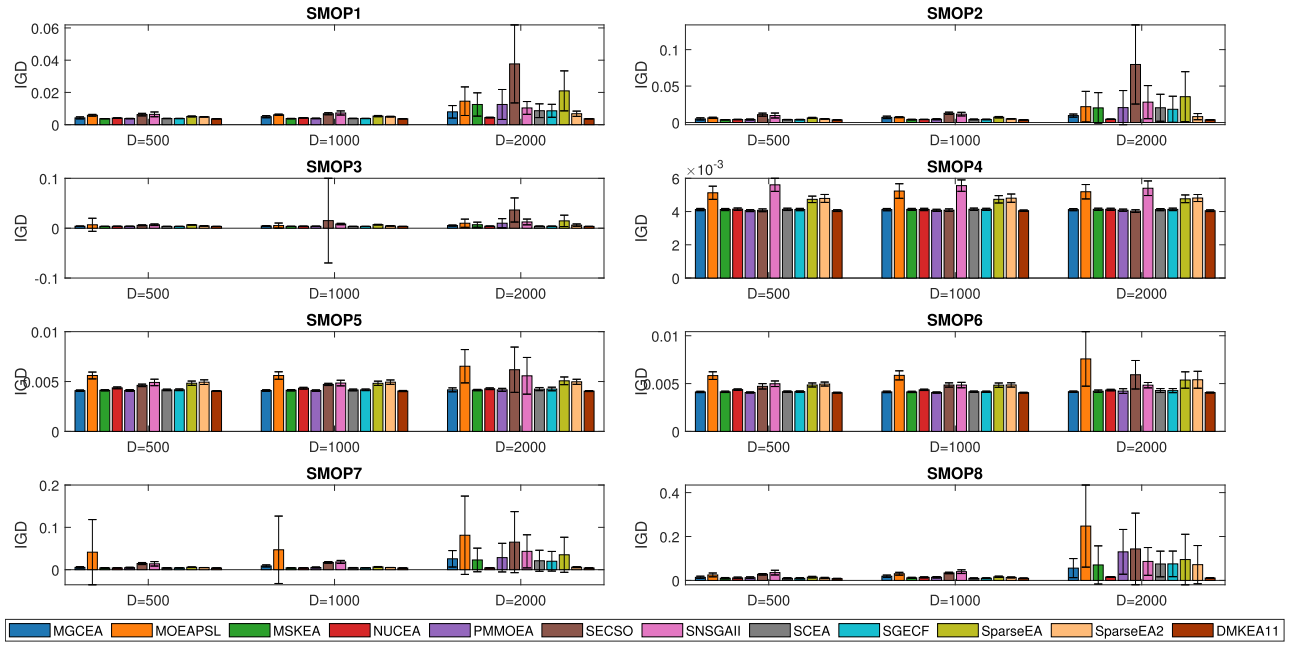 SMOP1
SMOP2
0.06
0.04
0.02
0
IGD
D=500
D=1000
D=2000
0.1
0.05
0
IGD
D=500
D=1000
D=2000
SMOP3
SMOP4
0.1
0
-0.1
IGD
D=500
D=1000
D=2000
×10-3
6
4
2
0
IGD
D=500
D=1000
D=2000
SMOP5
SMOP6
0.01
0.005
0
IGD
D=500
D=1000
D=2000
0.01
0.005
0
IGD
D=500
D=1000
D=2000
SMOP7
SMOP8
0.2
0.1
0
IGD
D=500
D=1000
D=2000
0.4
0.2
0
IGD
D=500
D=1000
D=2000
MGCEA MOEAPSL MSKEA NUCEA PMMOEA SECSO SNSGAII SCEA SGECF SparseEA SparseEA2 DMKEA11